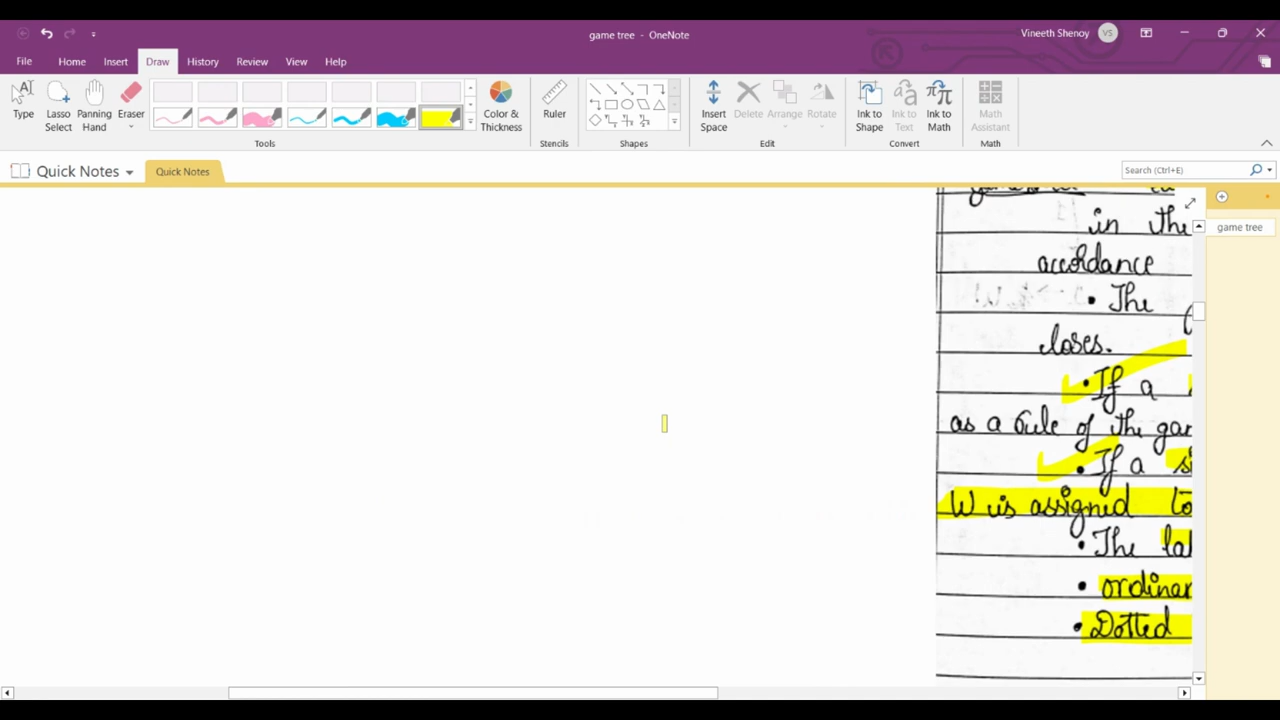 game tree - OneNote
Vineeth Shenoy
VS
File
Home
Insert
Draw
History
Review
View
Help
Type
Lasso Select
Panning Hand
Eraser
Color & Thickness
Ruler
Insert Space
Delete
Arrange
Rotate
Ink to Shape
Ink to Text
Ink to Math
Math Assistant
Tools
Stencils
Shapes
Edit
Convert
Math
Quick Notes
Quick Notes
Search (Ctrl+E)
game tree
in the
accordance
• The
loses.
• If a
as a rule of the
• If a
W is assigned to
• The
•
• Dotted